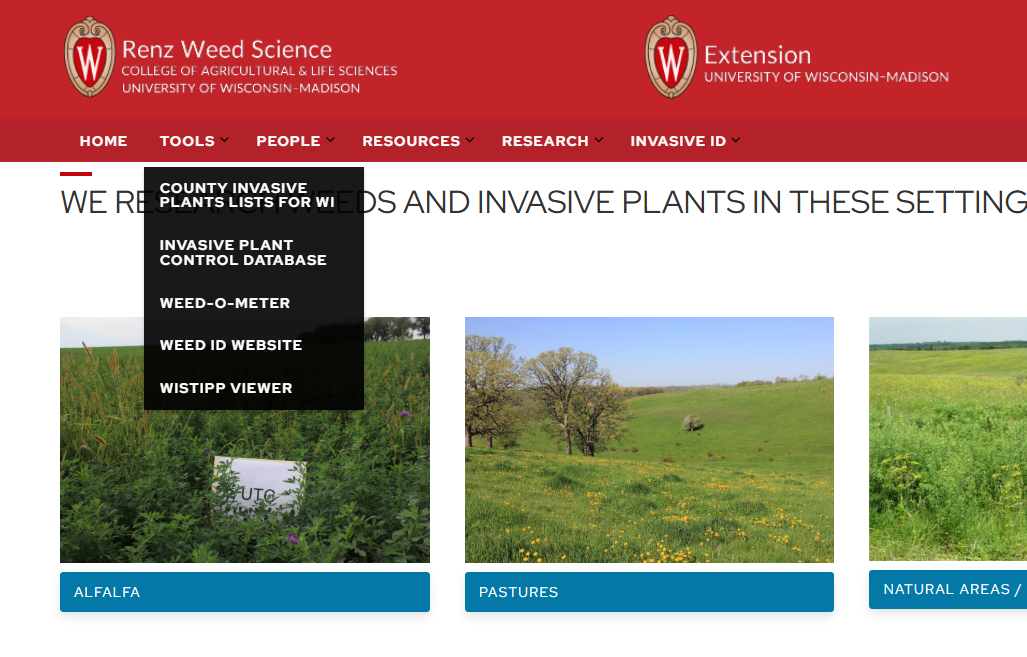 W
Renz Weed Science
COLLEGE OF AGRICULTURAL & LIFE SCIENCES
UNIVERSITY OF WISCONSIN–MADISON
W
Extension
UNIVERSITY OF WISCONSIN–MADISON
HOME TOOLS PEOPLE RESOURCES RESEARCH INVASIVE ID
COUNTY INVASIVE
PLANTS LISTS FOR WI
INVASIVE PLANT
CONTROL DATABASE
WEED-O-METER
WEED ID WEBSITE
WISTIPP VIEWER
WE RESEARCH WEEDS AND INVASIVE PLANTS IN THESE SETTING
UTC
ALFALFA
PASTURES
NATURAL AREAS /